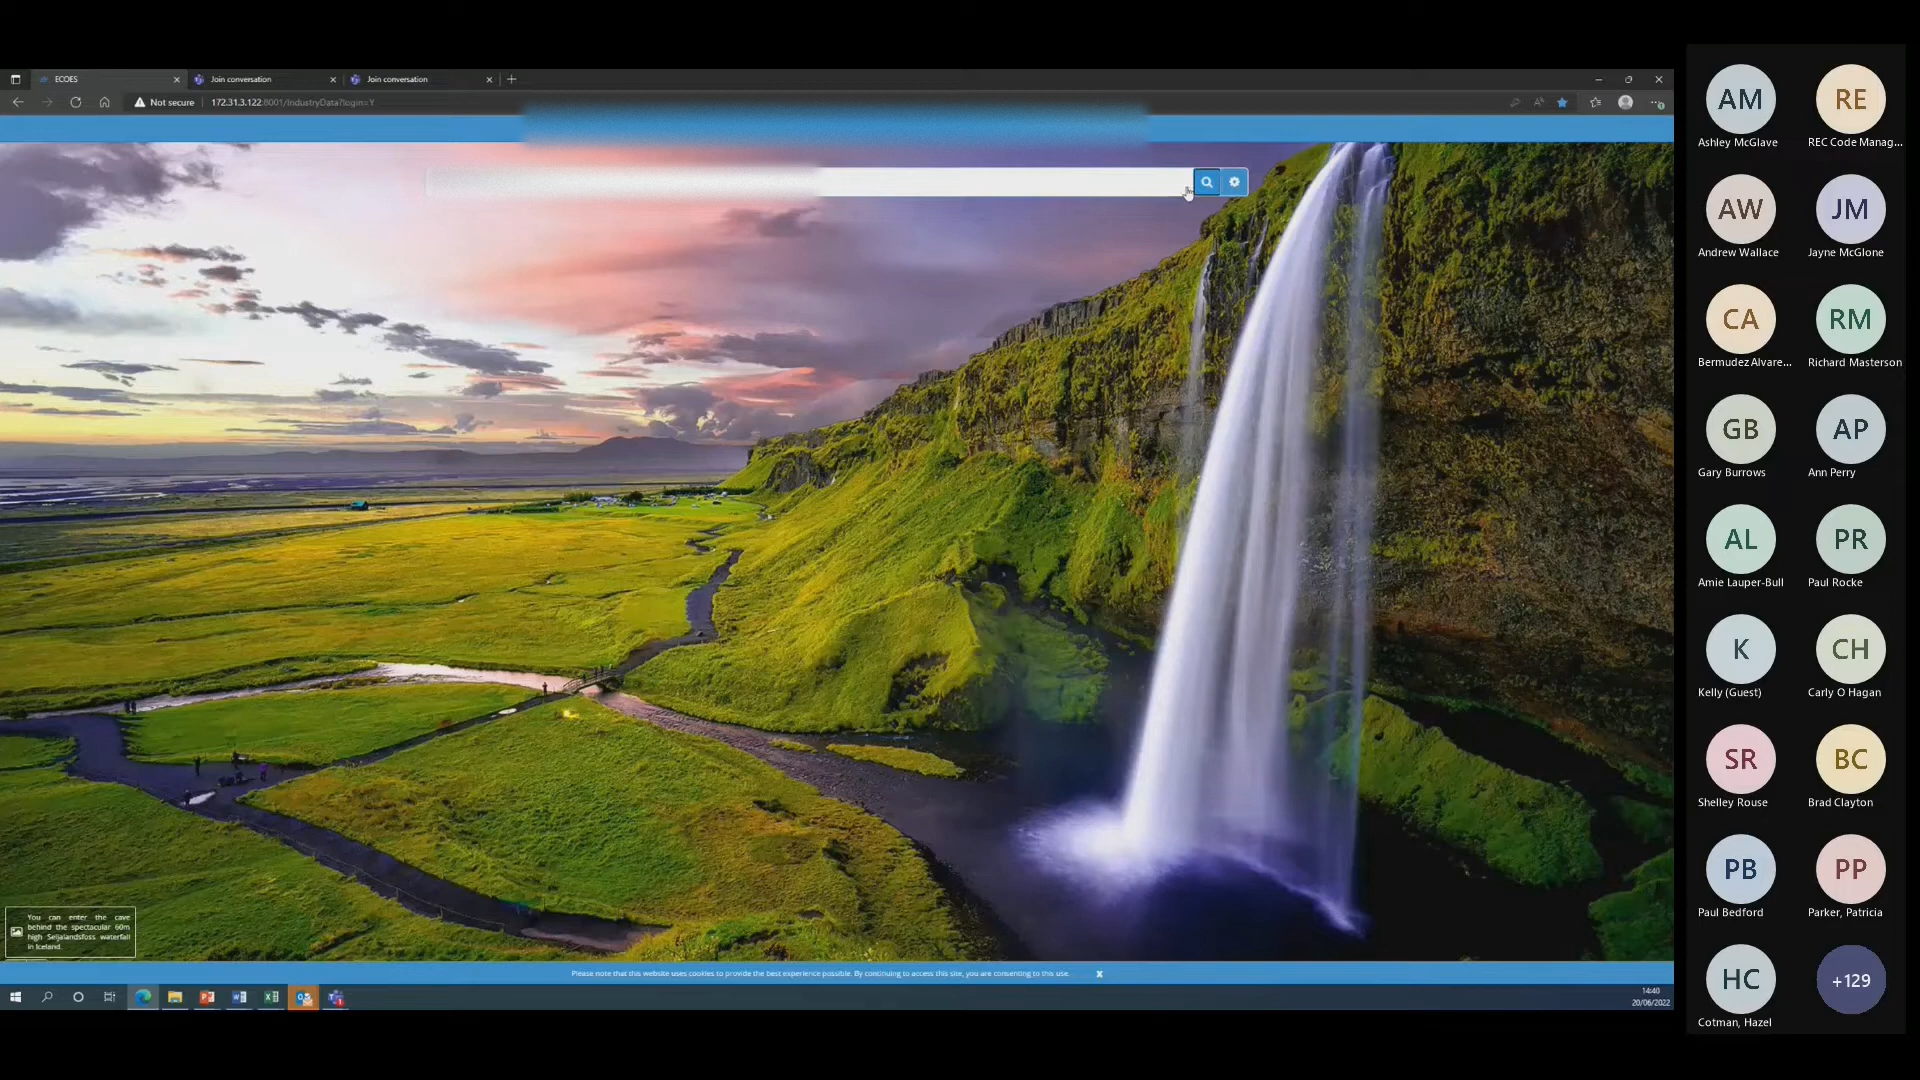 ECOES
Join conversation
Join conversation
Not secure
172.31.3.122:8001/IndustryData?login=Y
You can enter the cave
behind the spectacular 60m
high Seljalandsfoss waterfall
in Iceland.
Please note that this website uses cookies to provide the best experience possible. By continuing to access this site, you are consenting to this use.
X
14:40
20/06/2022
AM
Ashley McGlave
RE
REC Code Manag...
AW
Andrew Wallace
JM
Jayne McGlone
CA
Bermudez Alvare...
RM
Richard Masterson
GB
Gary Burrows
AP
Ann Perry
AL
Amie Lauper-Bull
PR
Paul Rocke
K
Kelly (Guest)
CH
Carly O Hagan
SR
Shelley Rouse
BC
Brad Clayton
PB
Paul Bedford
PP
Parker, Patricia
HC
Cotman, Hazel
+129